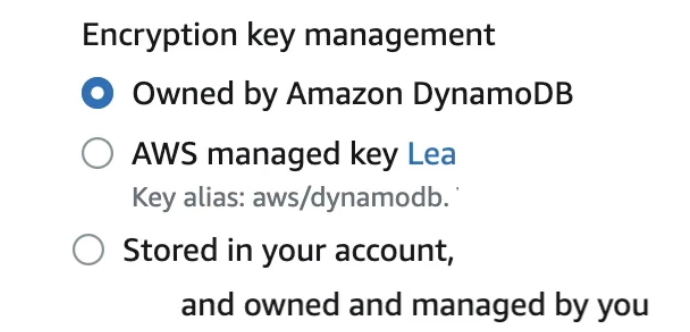 Encryption key management
Owned by Amazon DynamoDB
AWS managed key Lea
Key alias: aws/dynamodb.
Stored in your account,
and owned and managed by you